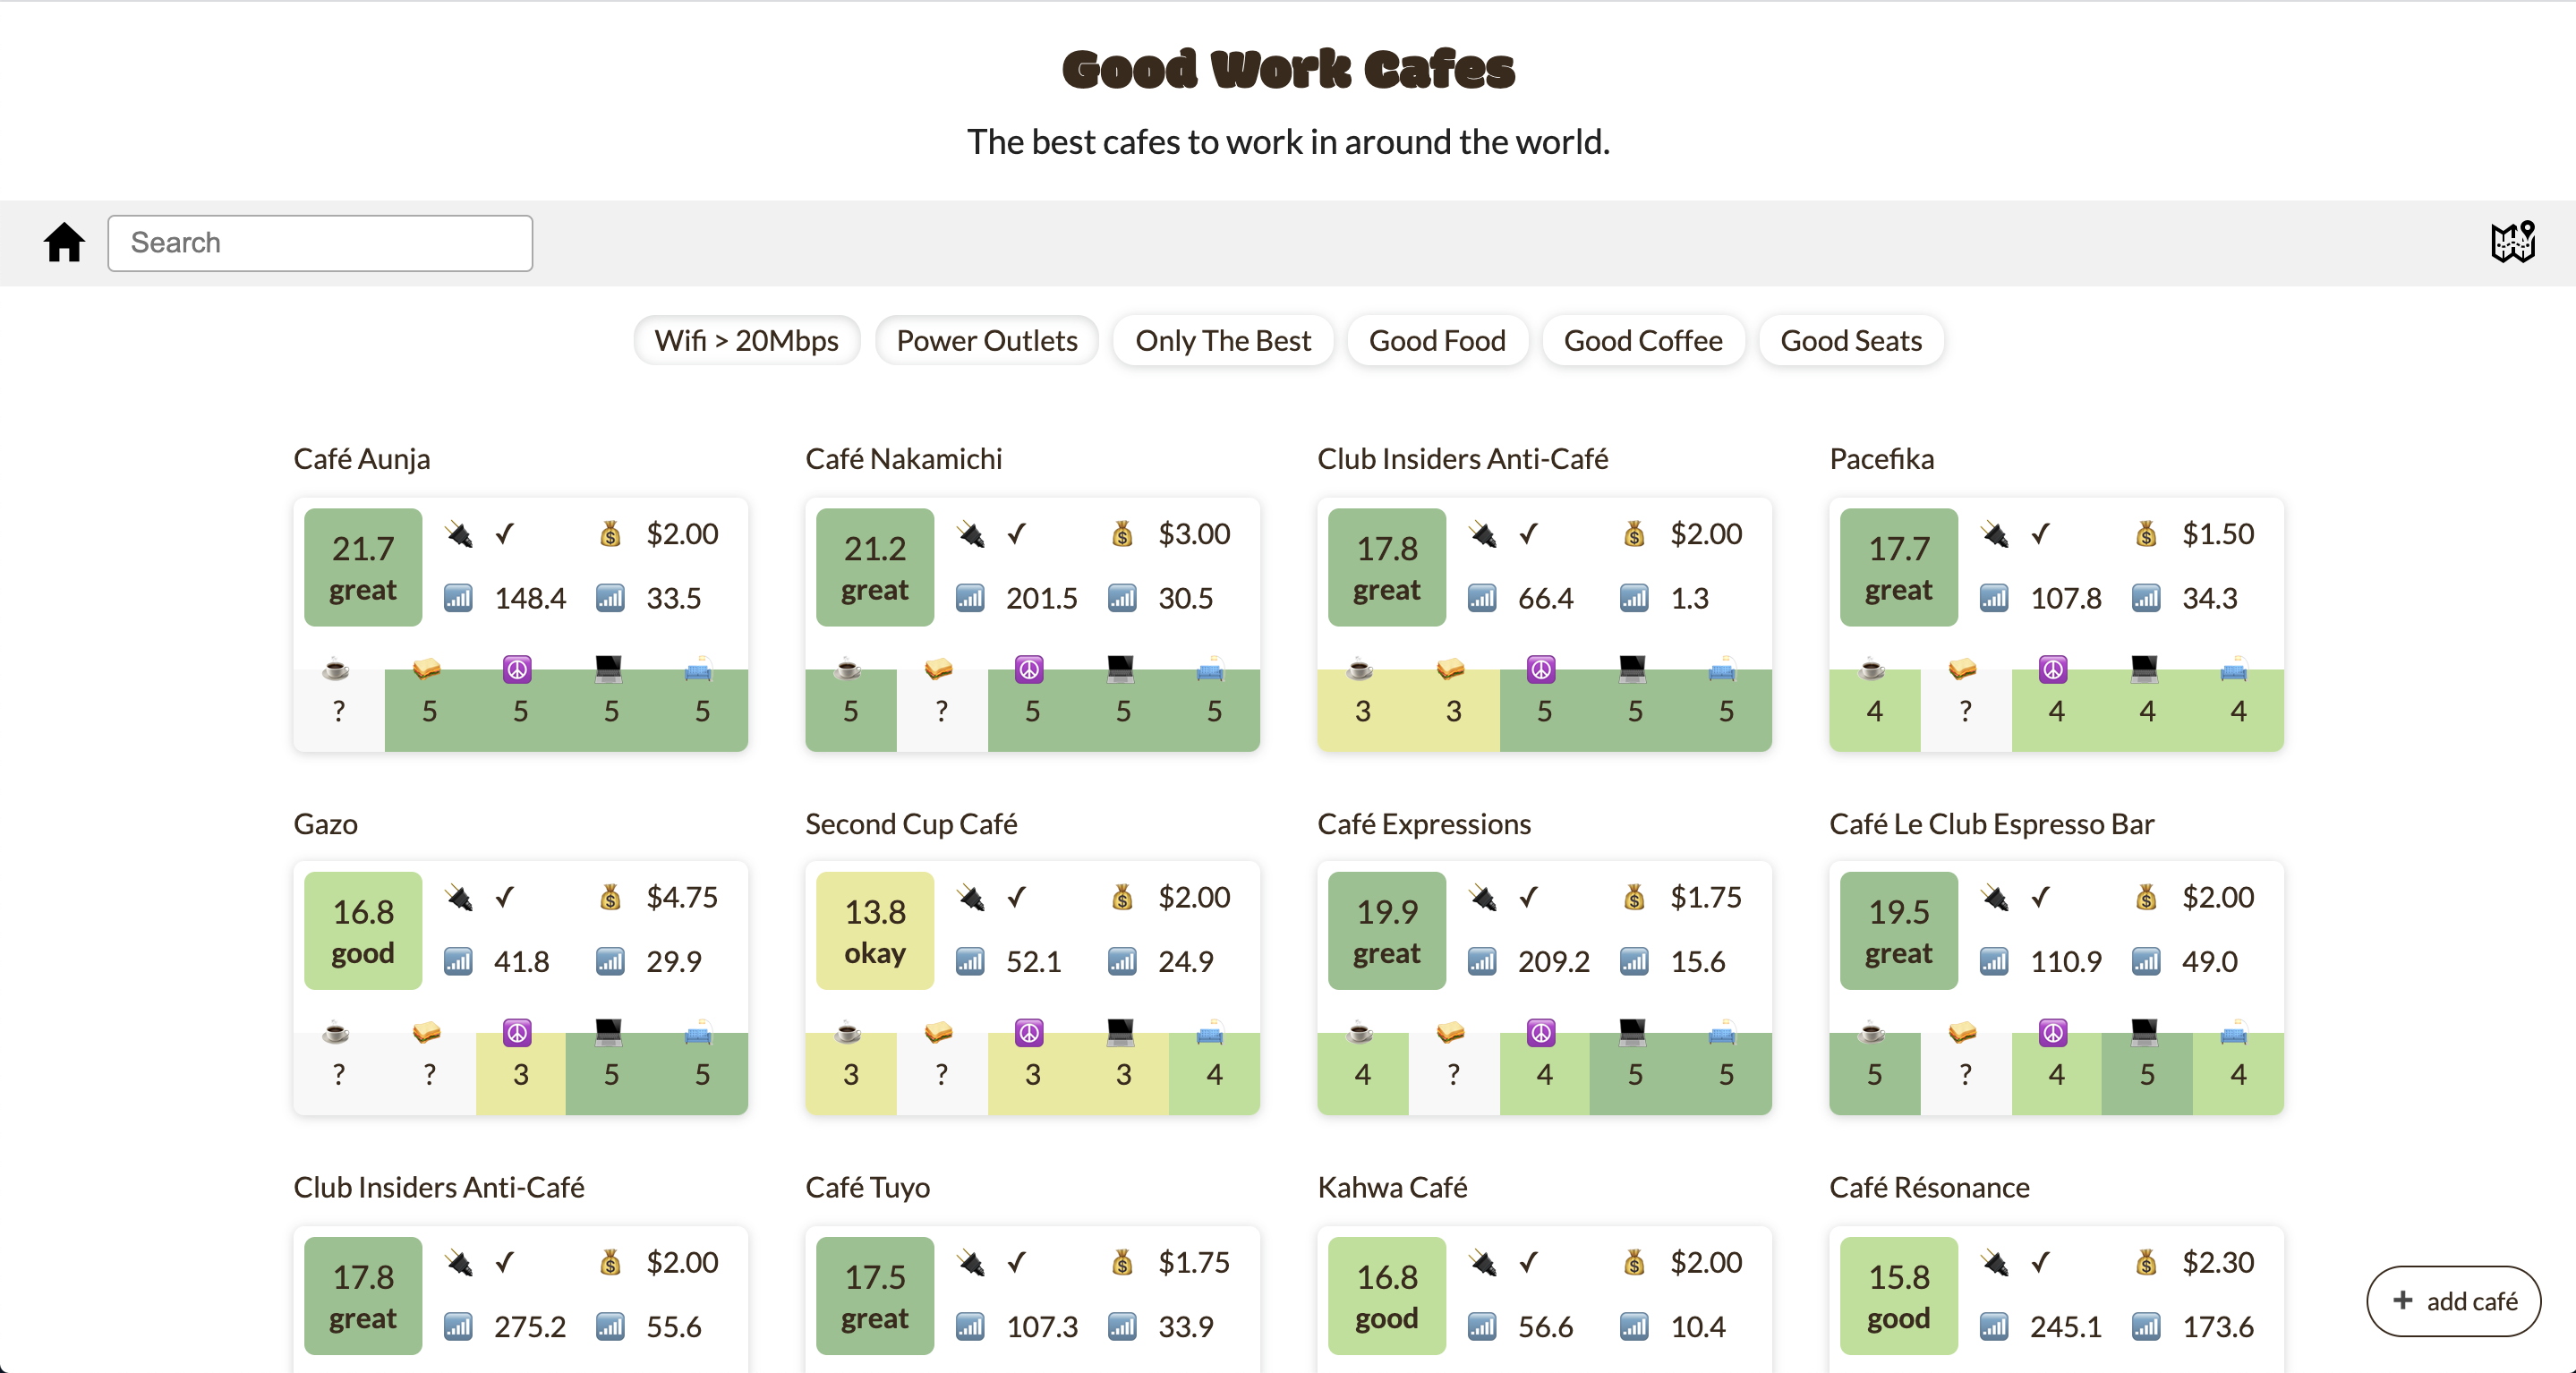 Good Work Cafes
The best cafes to work in around the world.
Search
Wifi > 20Mbps Power Outlets Only The Best Good Food Good Coffee Good Seats
Café Aunja Café Nakamichi Club Insiders Anti-Café Pacefika
21.7 ✓ $2.00 21.2 ✓ $3.00 17.8 ✓ $2.00 17.7 ✓ $1.50
great 148.4 33.5 great 201.5 30.5 great 66.4 1.3 great 107.8 34.3
? 5 5 5 5 5 ? 5 5 5 3 3 5 5 5 4 ? 4 4 4
Gazo Second Cup Café Café Expressions Café Le Club Espresso Bar
16.8 ✓ $4.75 13.8 ✓ $2.00 19.9 ✓ $1.75 19.5 ✓ $2.00
good 41.8 29.9 okay 52.1 24.9 great 209.2 15.6 great 110.9 49.0
? ? 3 5 5 3 ? 3 3 4 4 ? 4 5 5 5 ? 4 5 4
Club Insiders Anti-Café Café Tuyo Kahwa Café Café Résonance
17.8 ✓ $2.00 17.5 ✓ $1.75 16.8 ✓ $2.00 15.8 ✓ $2.30
great 275.2 55.6 great 107.3 33.9 good 56.6 10.4 good 245.1 173.6
+ add café